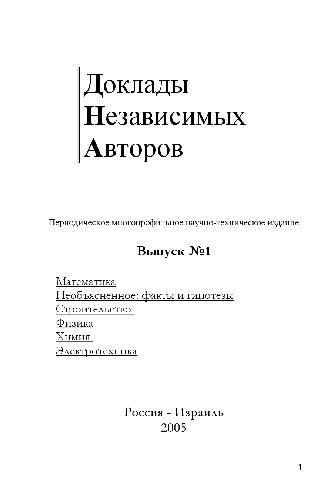 Доклады
Независимых
Авторов
Периодическое многопрофильное научно-техническое издание
Выпуск №1
Математика
Необъясненное: факты и гипотезы
Строительство
Физика
Химия
Электротехника
Россия - Израиль
2005
1